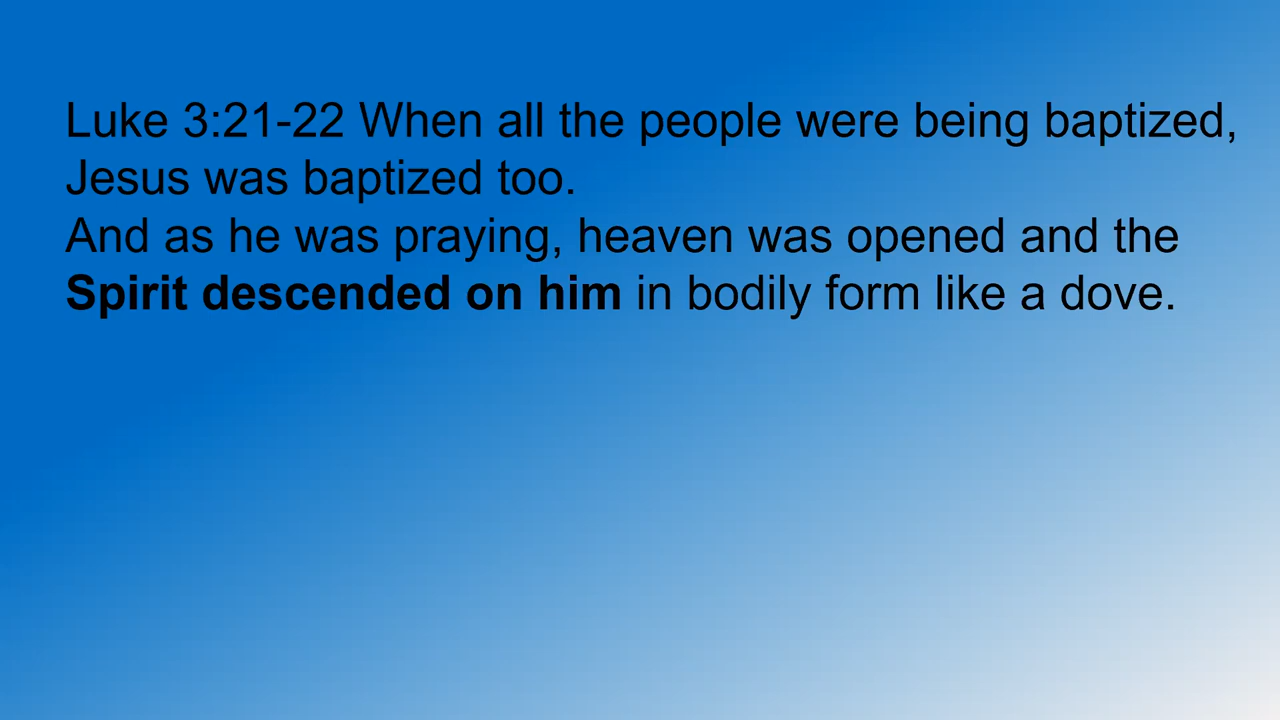 Luke 3:21-22 When all the people were being baptized,
Jesus was baptized too.
And as he was praying, heaven was opened and the
Spirit descended on him in bodily form like a dove.